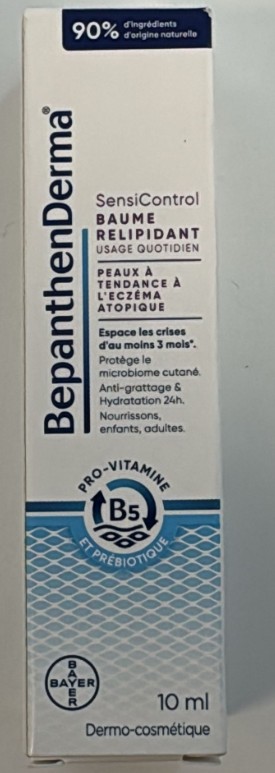 90% d'ingrédients
d'origine naturelle
BepanthenDerma®
SensiControl
BAUME
RELIPIDANT
USAGE QUOTIDIEN
PEAUX À
TENDANCE À
L'ECZÉMA
ATOPIQUE
Espace les crises
d'au moins 3 mois*.
Protège le
microbiome cutané.
Anti-grattage &
Hydratation 24h.
Nourrissons,
enfants, adultes.
PRO-VITAMINE
B5
ET PRÉBIOTIQUE
BAYER
BAYER
10 ml
Dermo-cosmétique